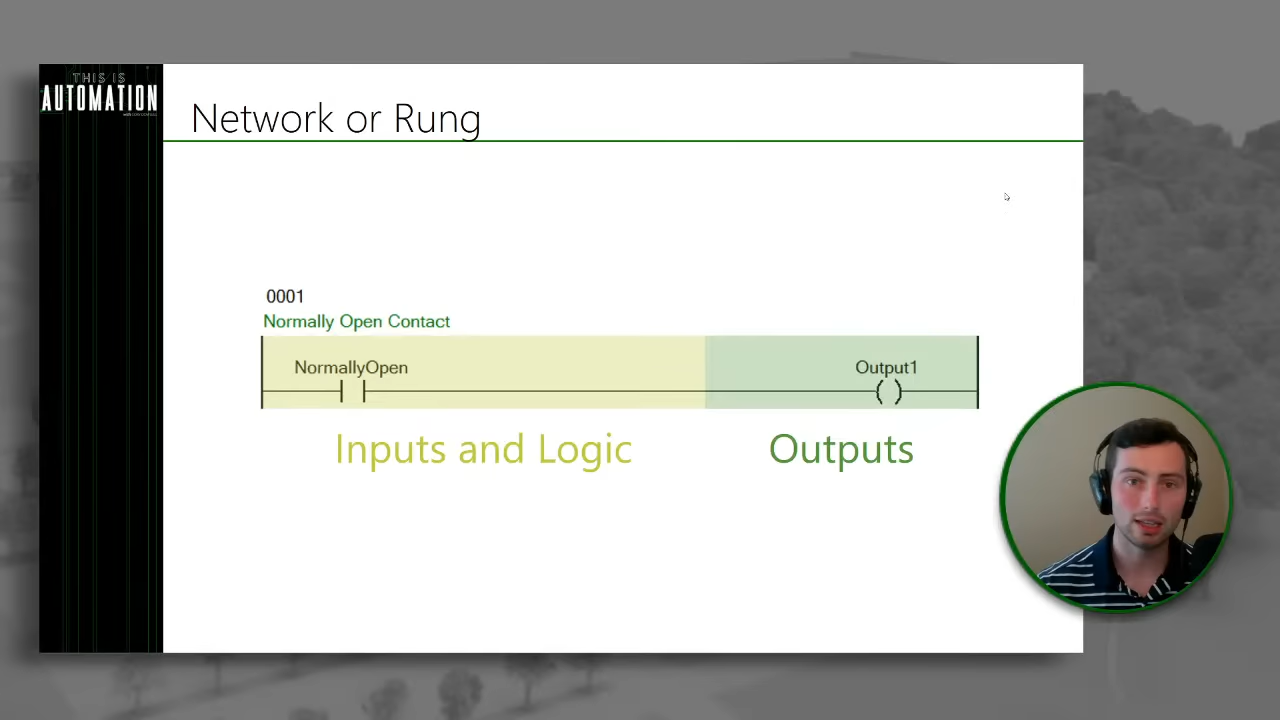 THIS IS
AUTOMATION
Network or Rung
0001
Normally Open Contact
NormallyOpen
Output1
Inputs and Logic
Outputs